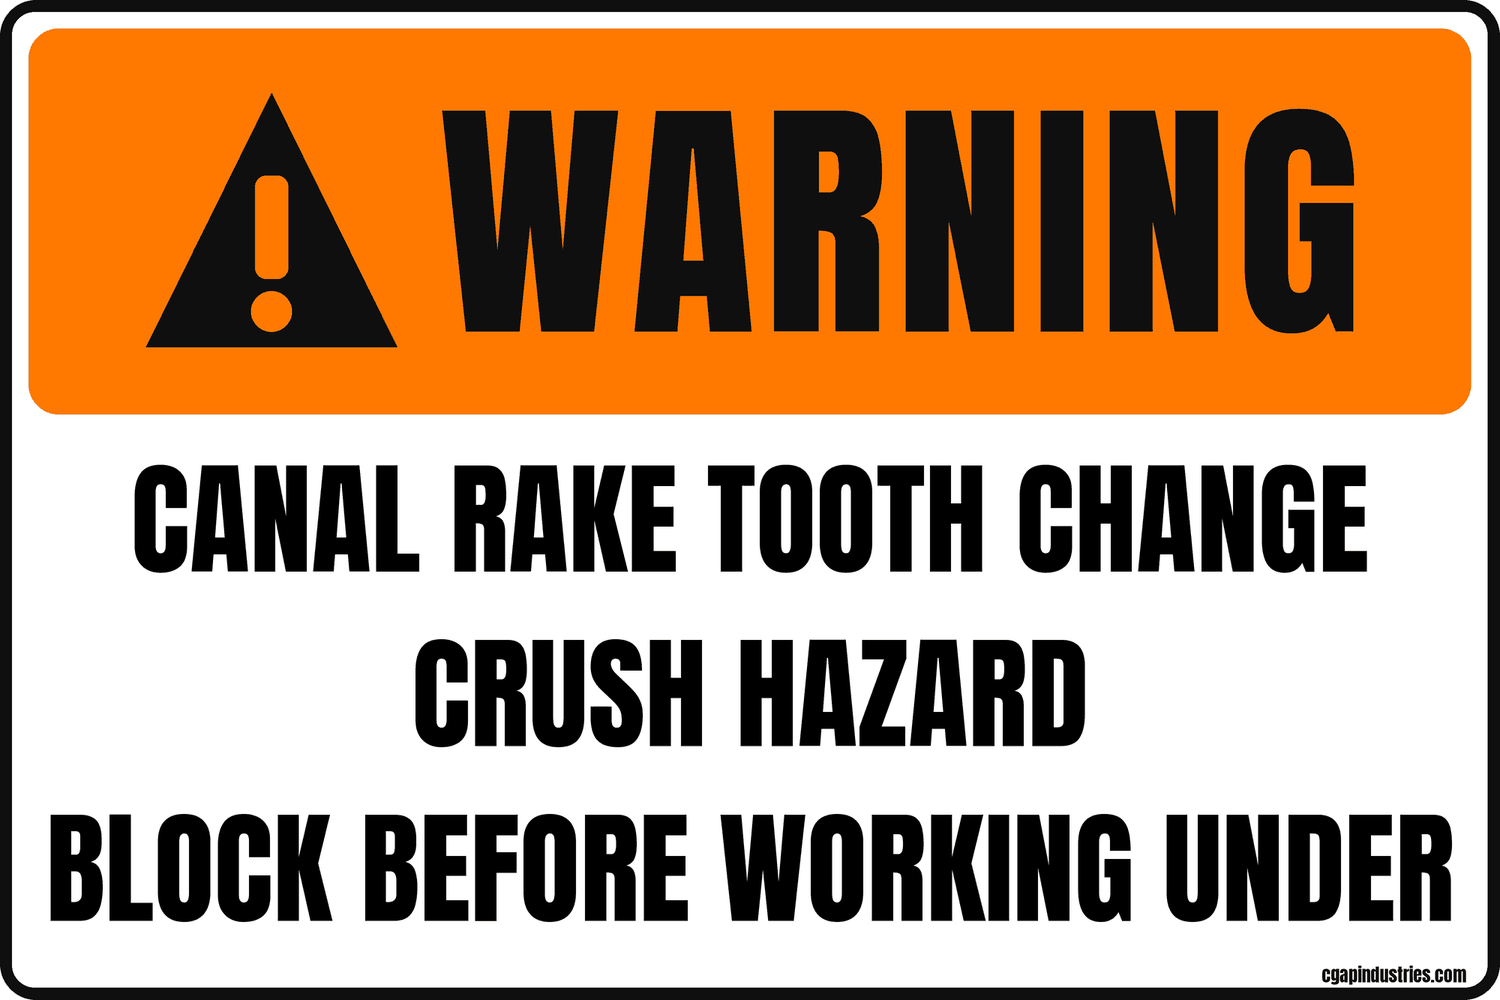 WARNING
CANAL RAKE TOOTH CHANGE
CRUSH HAZARD
BLOCK BEFORE WORKING UNDER
cgapindustries.com